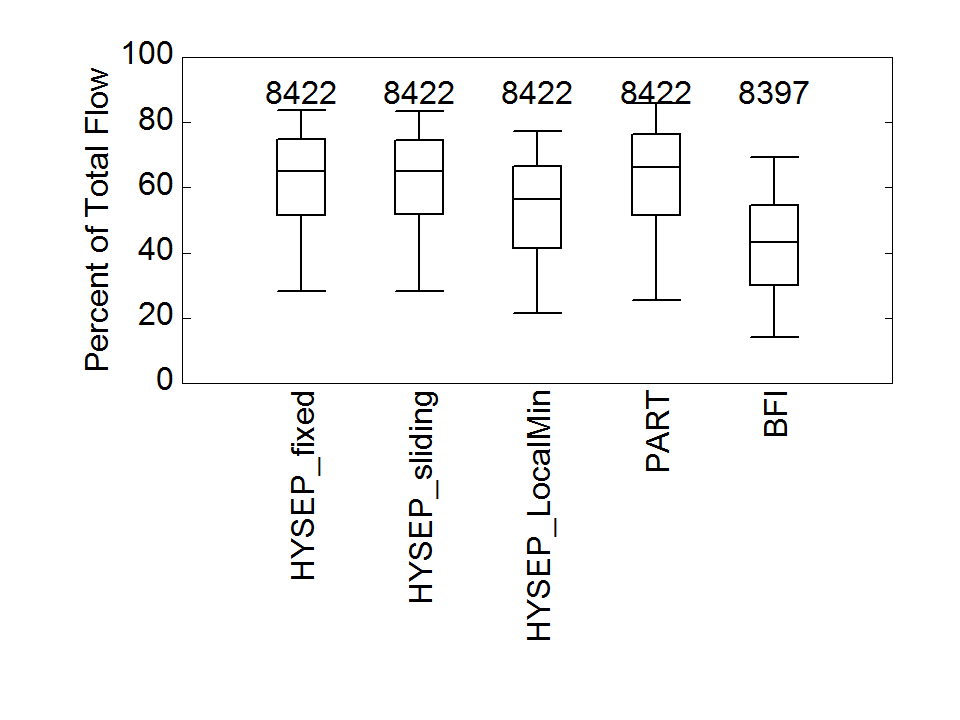 Percent of Total Flow
100
80
60
40
20
0
8422
8422
8422
8422
8397
HYSEP_fixed
HYSEP_sliding
HYSEP_LocalMin
PART
BFI